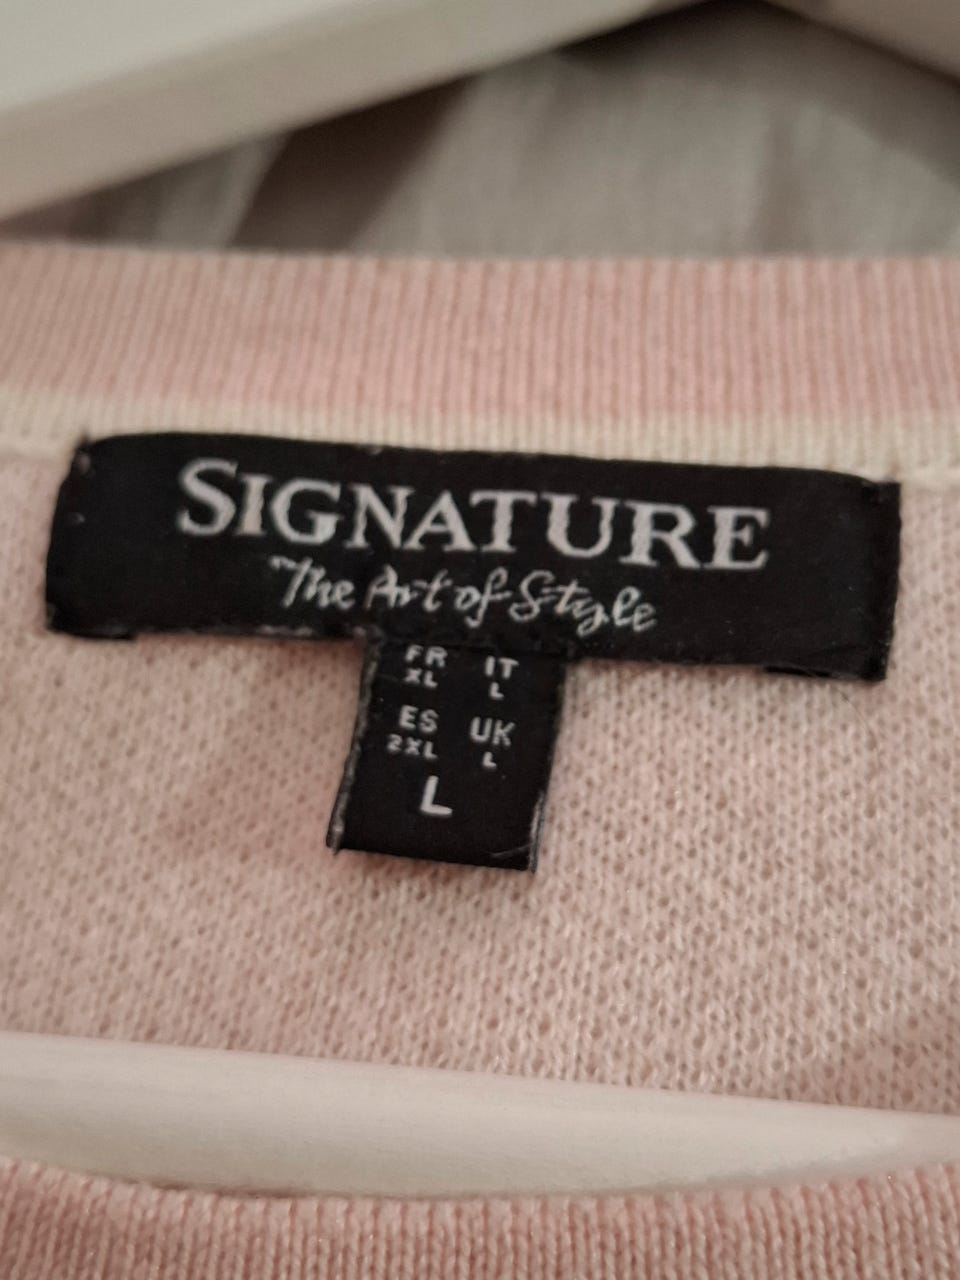 SIGNATURE
The Art of Style
FR IT
XL L
ES UK
2XL L
L